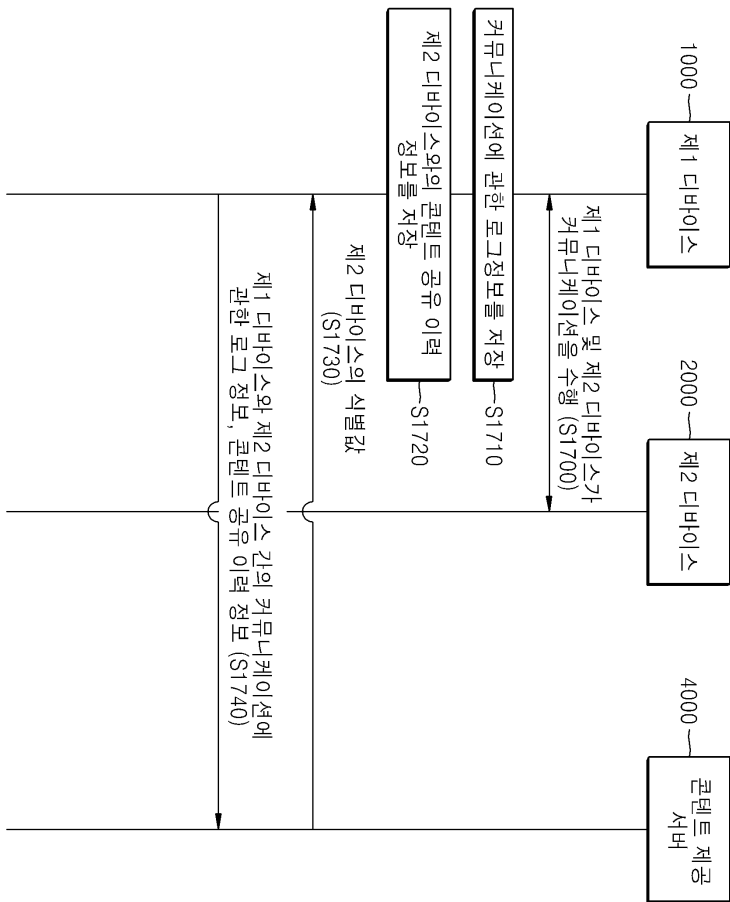 1000
제1 디바이스
2000
제2 디바이스
4000
콘텐트 제공
서버
제1 디바이스 및 제2 디바이스가
커뮤니케이션을 수행 (S1700)
커뮤니케이션에 관한 로그정보를 저장
S1710
제2 디바이스와의 콘텐트 공유 이력
정보를 저장
S1720
제2 디바이스의 식별값
(S1730)
제1 디바이스와 제2 디바이스 간의 커뮤니케이션에
관한 로그 정보, 콘텐트 공유 이력 정보 (S1740)